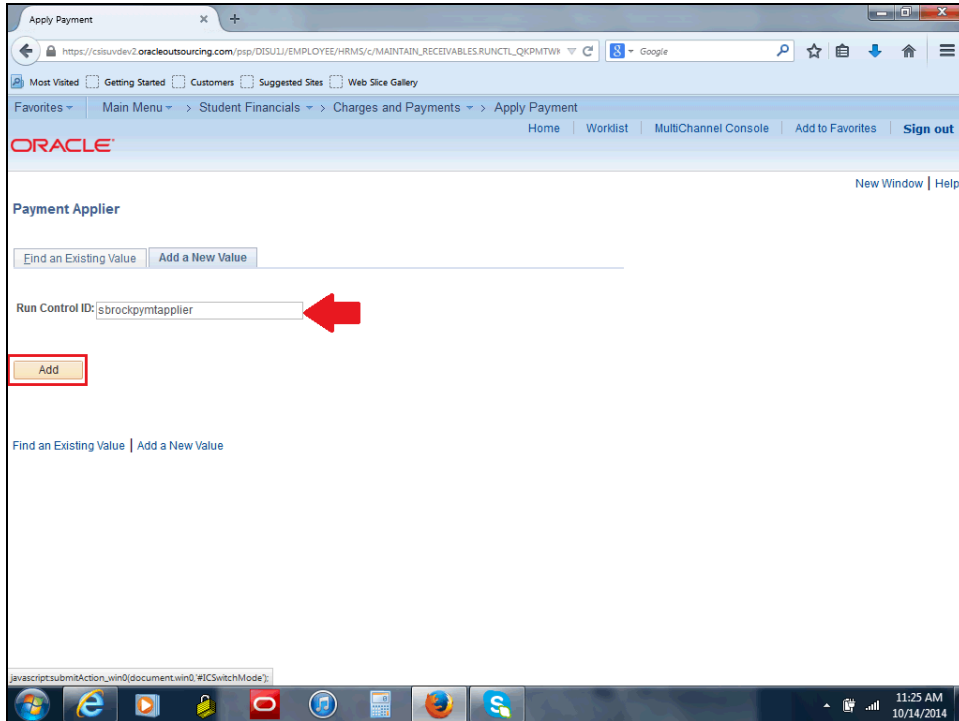 Apply Payment
https://csisuvdev2.oracleoutsourcing.com/psp/DISU1J/EMPLOYEE/HRMS/c/MAINTAIN_RECEIVABLES.RUNCTL_QKPMTWK
Google
Most Visited Getting Started Customers Suggested Sites Web Slice Gallery
Favorites Main Menu > Student Financials > Charges and Payments > Apply Payment
Home Worklist MultiChannel Console Add to Favorites Sign out
ORACLE
New Window | Help
Payment Applier
Find an Existing Value Add a New Value
Run Control ID: sbrockpymtapplier
Add
Find an Existing Value | Add a New Value
javascript:submitAction_win0(document.win0,'#ICSwitchMode');
11:25 AM
10/14/2014